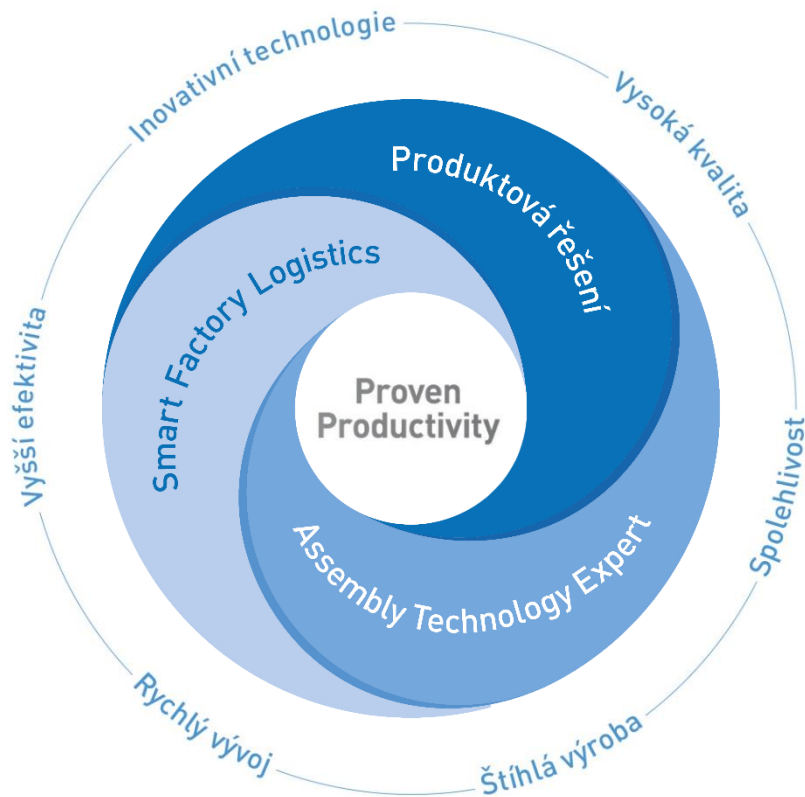 Inovativní technologie
Vysoká kvalita
Spolehlivost
Štíhlá výroba
Rychlý vývoj
Vyšší efektivita
Produktová řešení
Assembly Technology Expert
Smart Factory Logistics
Proven
Productivity